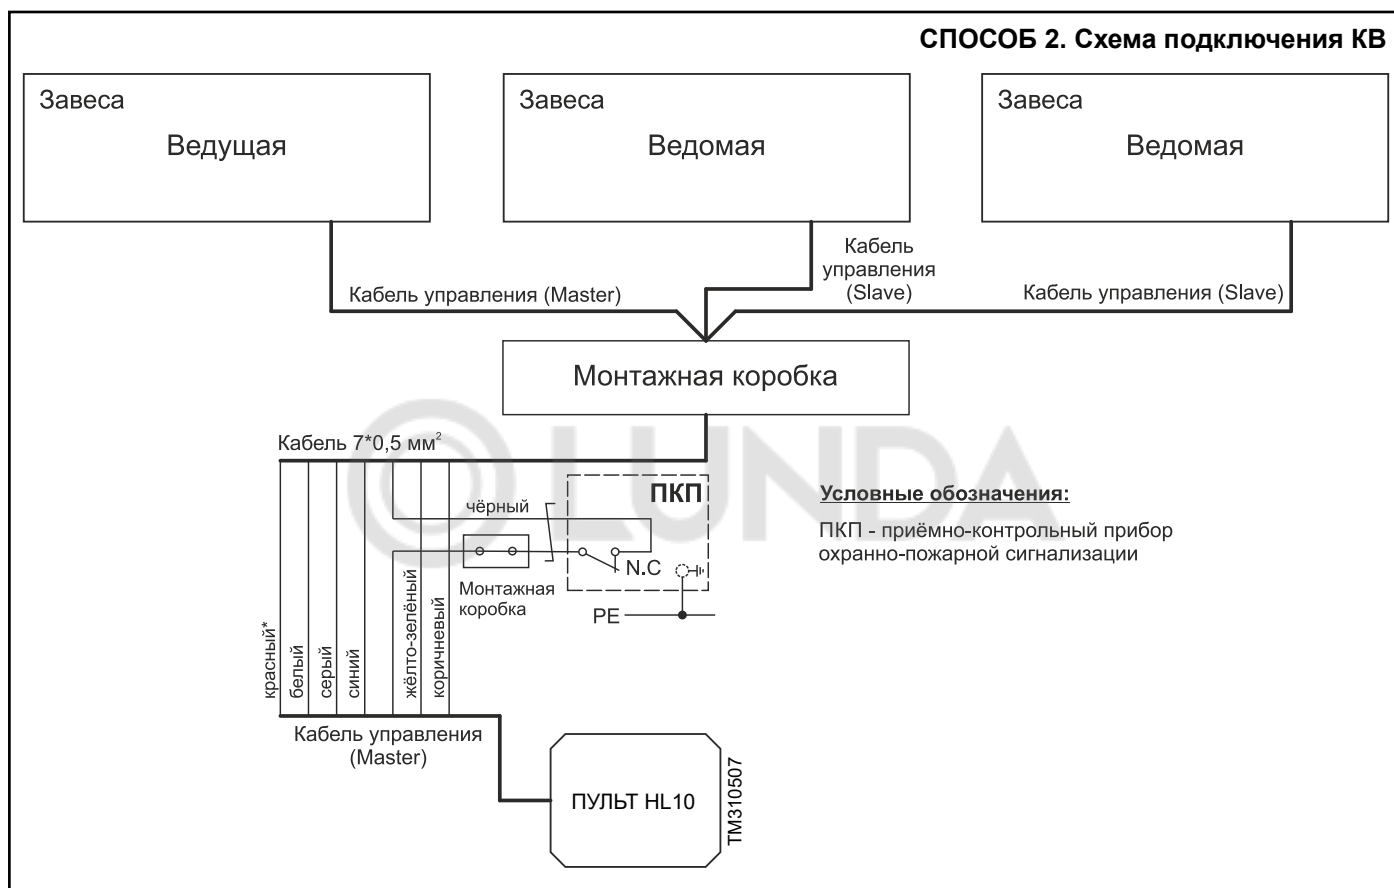 СПОСОБ 2. Схема подключения КВ
Завеса
Ведущая
Завеса
Ведомая
Завеса
Ведомая
Кабель управления (Master)
Кабель
управления
(Slave)
Кабель управления (Slave)
Монтажная коробка
Кабель 7*0,5 мм²
LUNDA
чёрный
ПКП
N.C
Монтажная
коробка
PE
Условные обозначения:
ПКП - приёмно-контрольный прибор
охранно-пожарной сигнализации
красный*
белый
серый
синий
жёлто-зелёный
коричневый
Кабель управления
(Master)
ПУЛЬТ HL10
TM310507